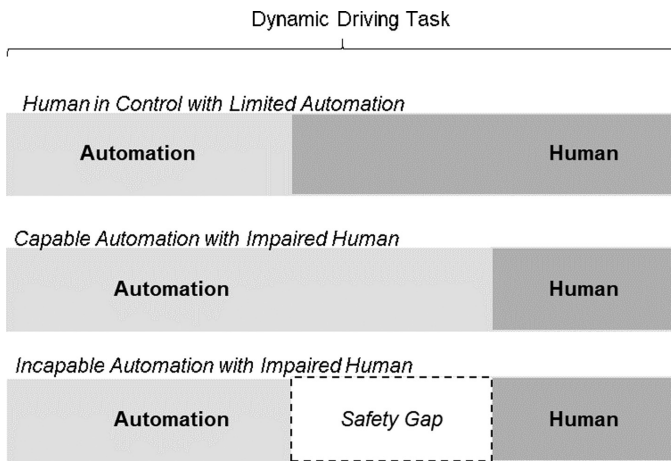 Dynamic Driving Task
Human in Control with Limited Automation
Automation Human
Capable Automation with Impaired Human
Automation Human
Incapable Automation with Impaired Human
Automation Safety Gap Human